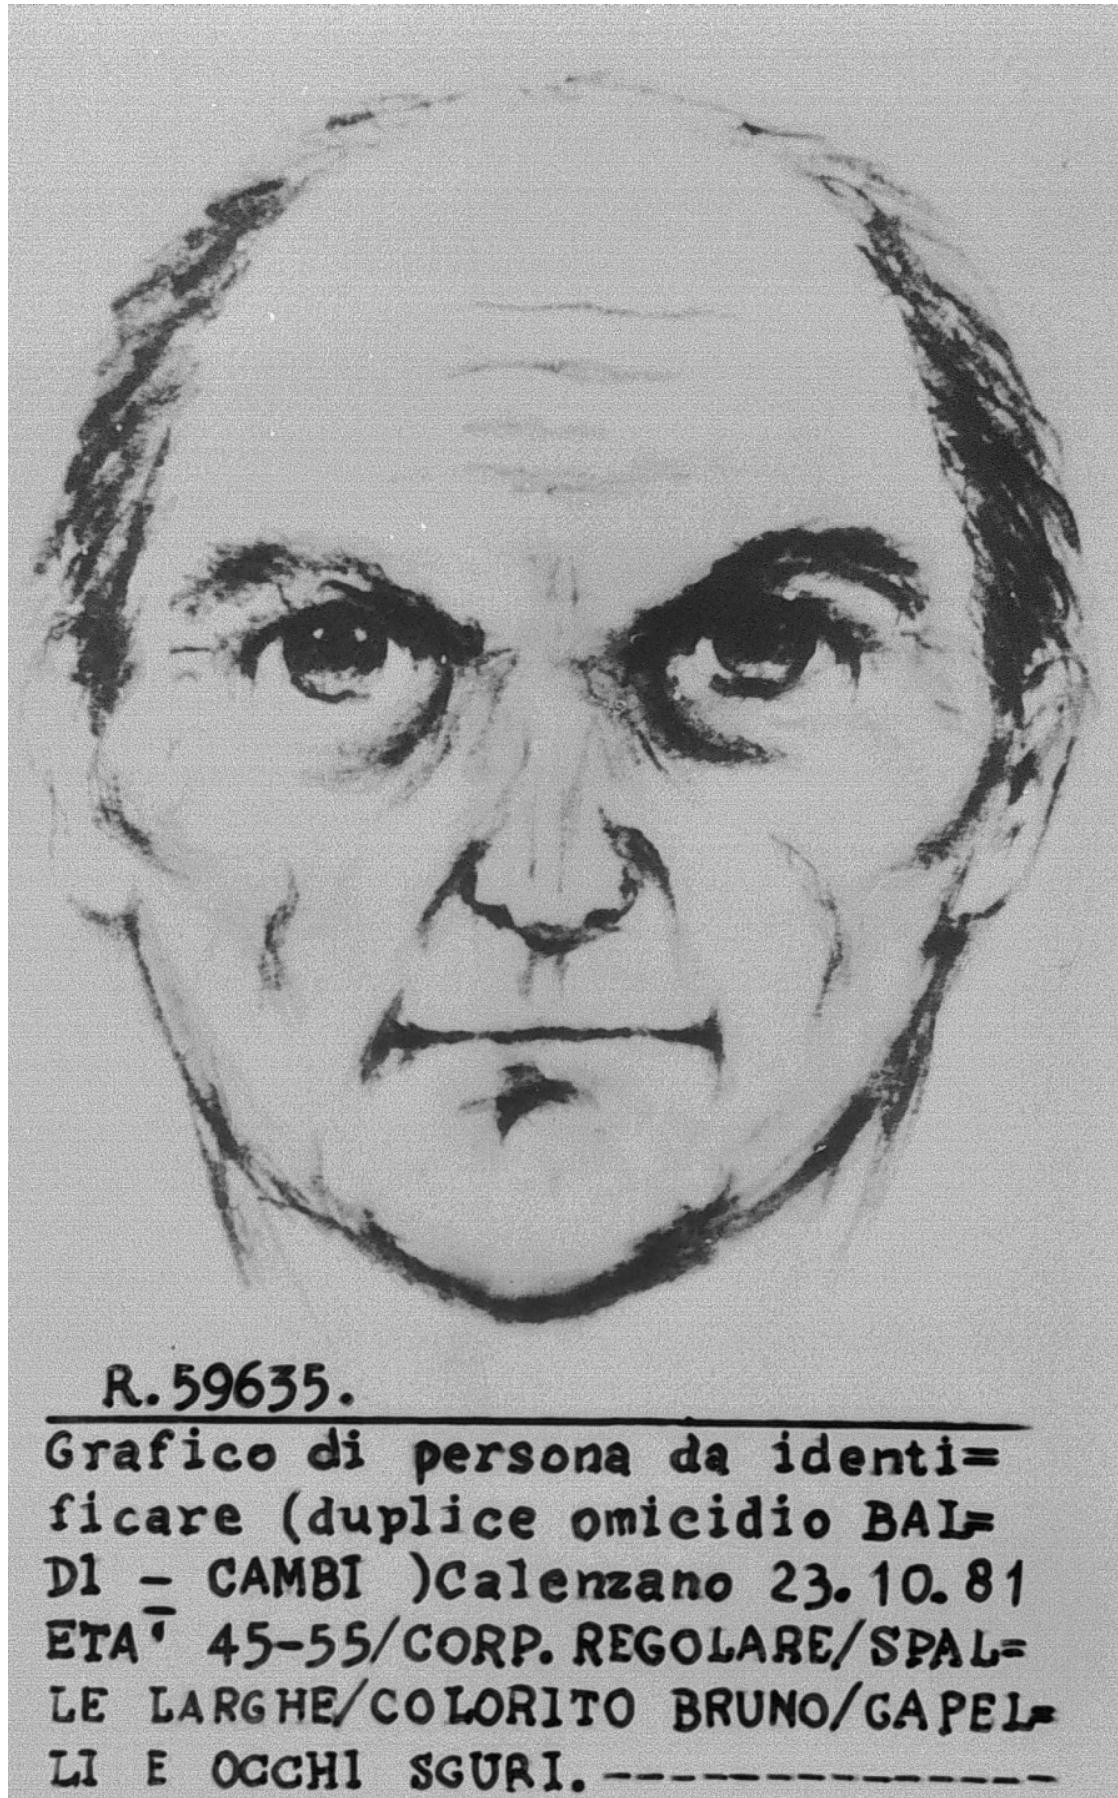 R.59635.
Grafico di persona da identi=
ficare (duplice omicidio BAL=
DI - CAMBI )Calenzano 23.10.81
ETA' 45-55/CORP. REGOLARE/SPAL=
LE LARGHE/COLORITO BRUNO/CAPEL=
LI E OCCHI SCURI.---------------